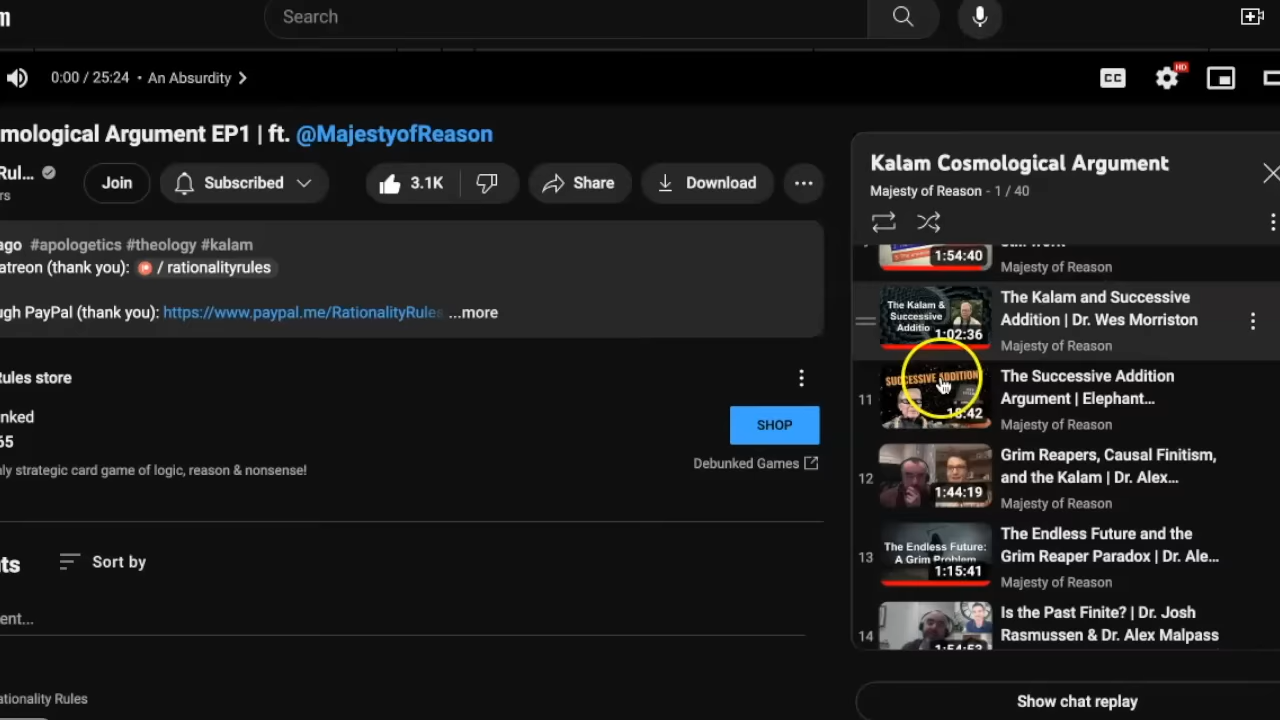 Search
0:00 / 25:24 • An Absurdity
CC
HD
mological Argument EP1 | ft. @MajestyofReason
Rul...
rs
Join
Subscribed
3.1K
Share
Download
ago #apologetics #theology #kalam
atreon (thank you): / rationalityrules
ugh PayPal (thank you): https://www.paypal.me/RationalityRule ...more
Rules store
nked
65
ly strategic card game of logic, reason & nonsense!
SHOP
Debunked Games
ts
Sort by
ent...
ationality Rules
Kalam Cosmological Argument
Majesty of Reason - 1 / 40
1:54:40
Majesty of Reason
The Kalam &
Successive
Additio
1:02:36
The Kalam and Successive
Addition | Dr. Wes Morriston
Majesty of Reason
11
SUCCESSIVE ADDITION
18:42
The Successive Addition
Argument | Elephant...
Majesty of Reason
12
1:44:19
Grim Reapers, Causal Finitism,
and the Kalam | Dr. Alex...
Majesty of Reason
13
The Endless Future:
A Grim Problem
1:15:41
The Endless Future and the
Grim Reaper Paradox | Dr. Ale...
Majesty of Reason
14
Is the Past Finite? | Dr. Josh
Rasmussen & Dr. Alex Malpass
Show chat replay